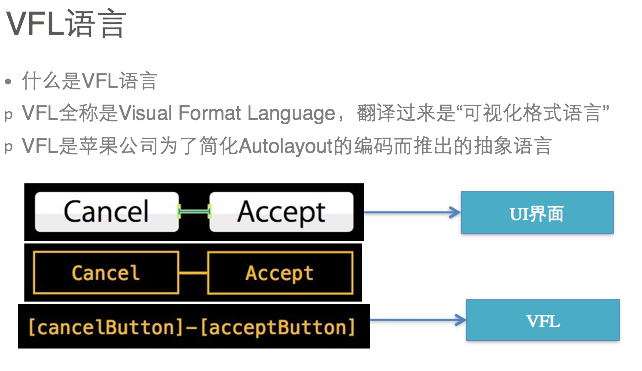 VFL语言
• 什么是VFL语言
p VFL全称是Visual Format Language，翻译过来是“可视化格式语言”
p VFL是苹果公司为了简化Autolayout的编码而推出的抽象语言
Cancel Accept UI界面
Cancel Accept
[cancelButton]-[acceptButton] VFL